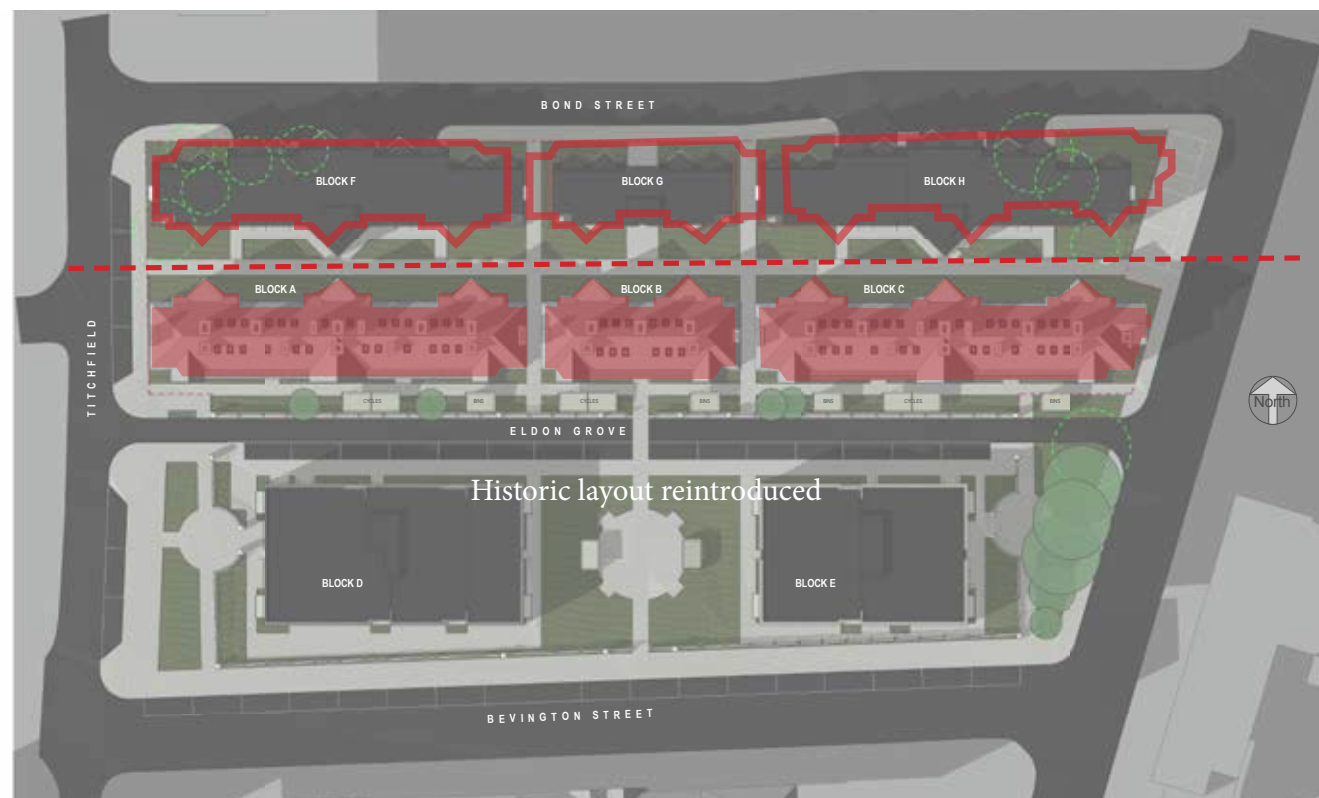 BOND STREET
BLOCK F
BLOCK G
BLOCK H
BLOCK A
BLOCK B
BLOCK C
TITCHFIELD
CYCLES
BINS
CYCLES
BINS
BINS
CYCLES
BINS
North
ELDON GROVE
Historic layout reintroduced
BLOCK D
BLOCK E
BEVINGTON STREET